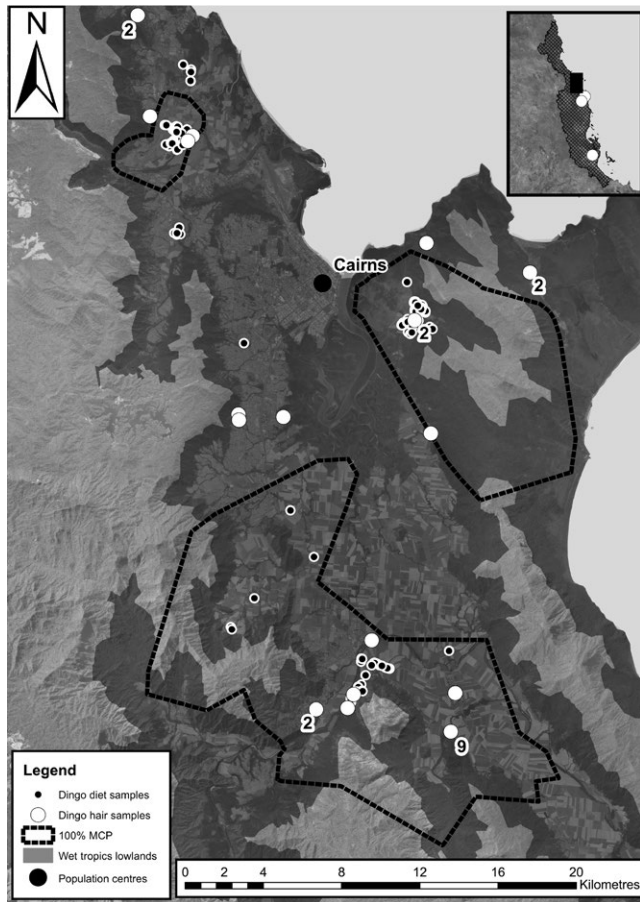 N
2
Cairns
2
2
2
9
Legend
Dingo diet samples
Dingo hair samples
100% MCP
Wet tropics lowlands
Population centres
0 2 4 8 12 16 20
Kilometres